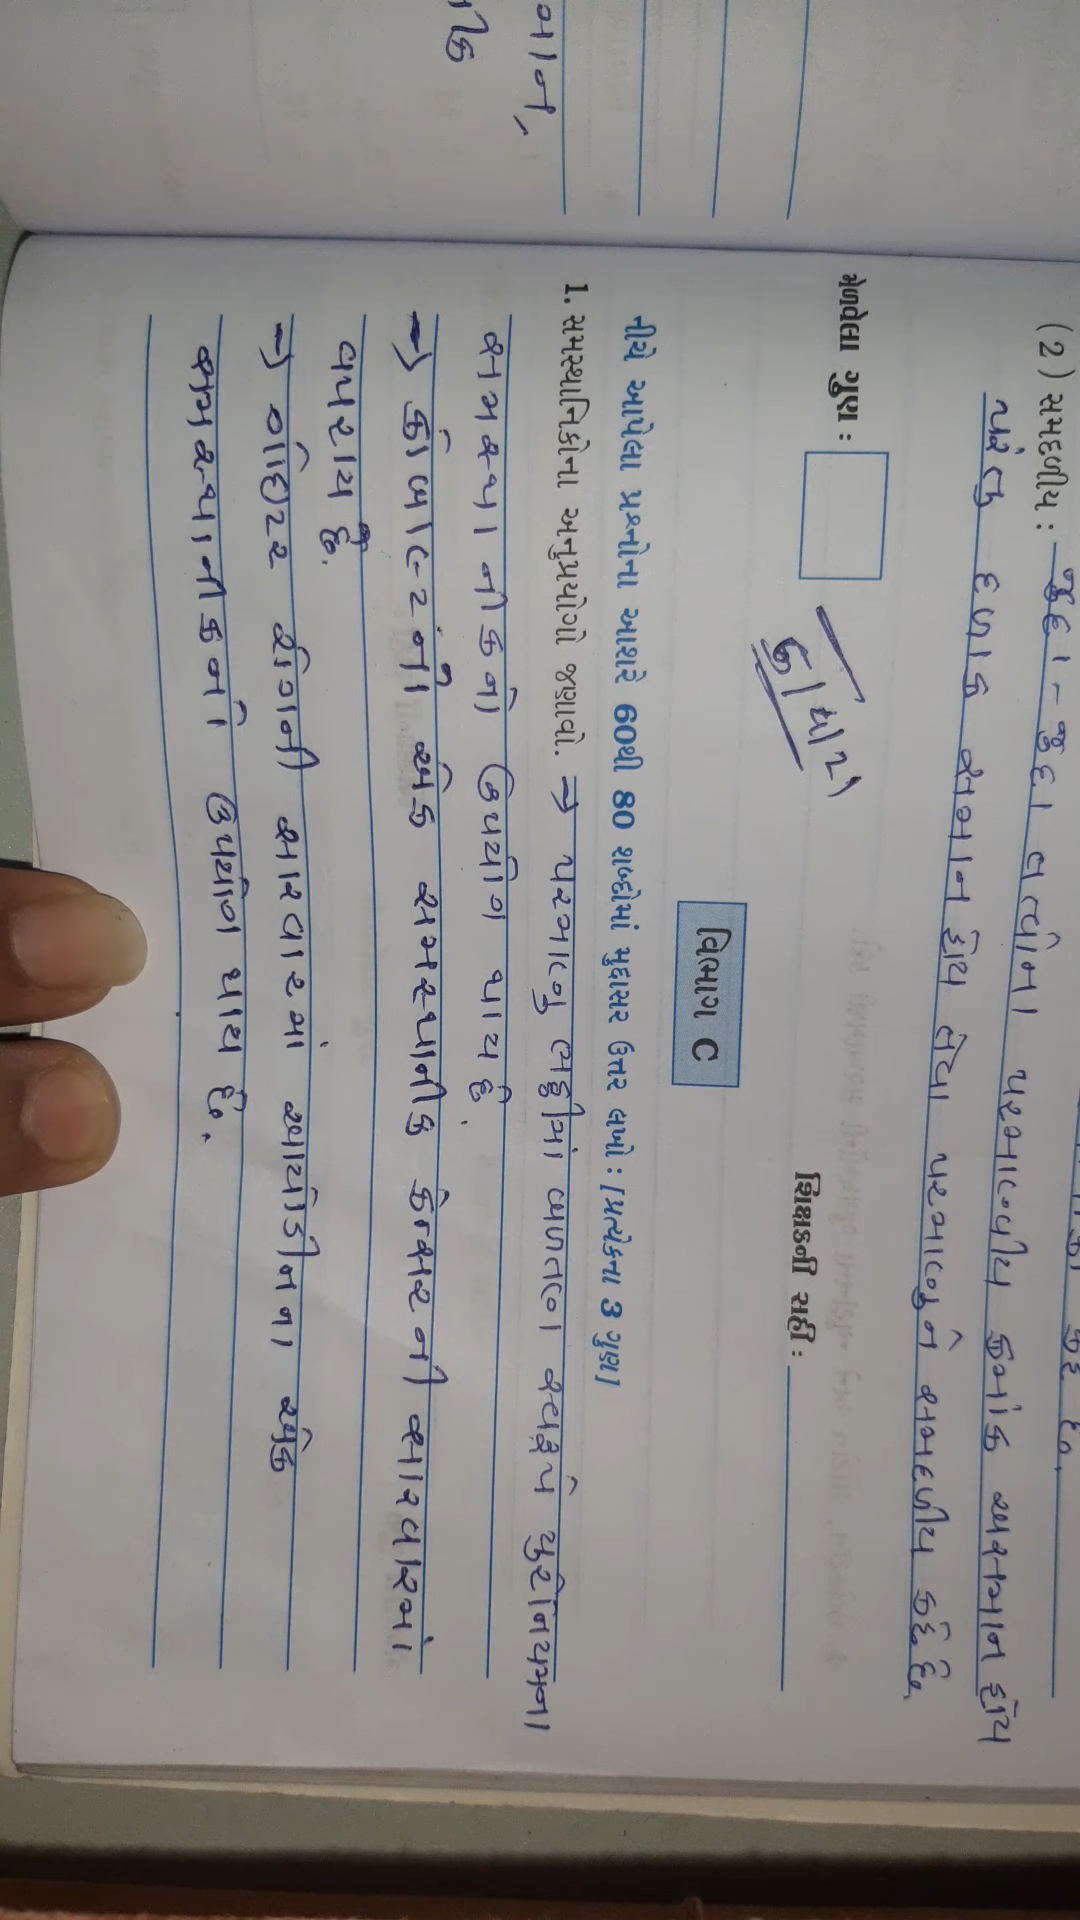 માન,
(2) સમદળીય : જુદા - જુદા તત્વોના પરમાણ્વીય ક્રમાંક અસમાન હોય
પરંતુ દળાંક સમાન હોય તેવા પરમાણુને સમદળીય કહે છે.
મેળવેલા ગુણ :
શિક્ષકની સહી :
વિભાગ C
નીચે આપેલા પ્રશ્નોના આશરે 60થી 80 શબ્દોમાં મુદ્દાસર ઉત્તર લખો : [પ્રત્યેકના 3 ગુણ]
1. સમસ્થાનિકોના અનુપ્રયોગો જણાવો. → પરમાણુ ભઠ્ઠીમાં બળતણ સ્વરૂપે યુરેનિયમના
સમસ્થાનીકનો ઉપયોગ થાય છે.
→ કોબાલ્ટનો એક સમસ્થાનીક કેન્સરની સારવારમાં
વપરાય છે.
→ ગોઇટર રોગની સારવારમાં આયોડીનના એક
સમસ્થાનીકનો ઉપયોગ થાય છે.